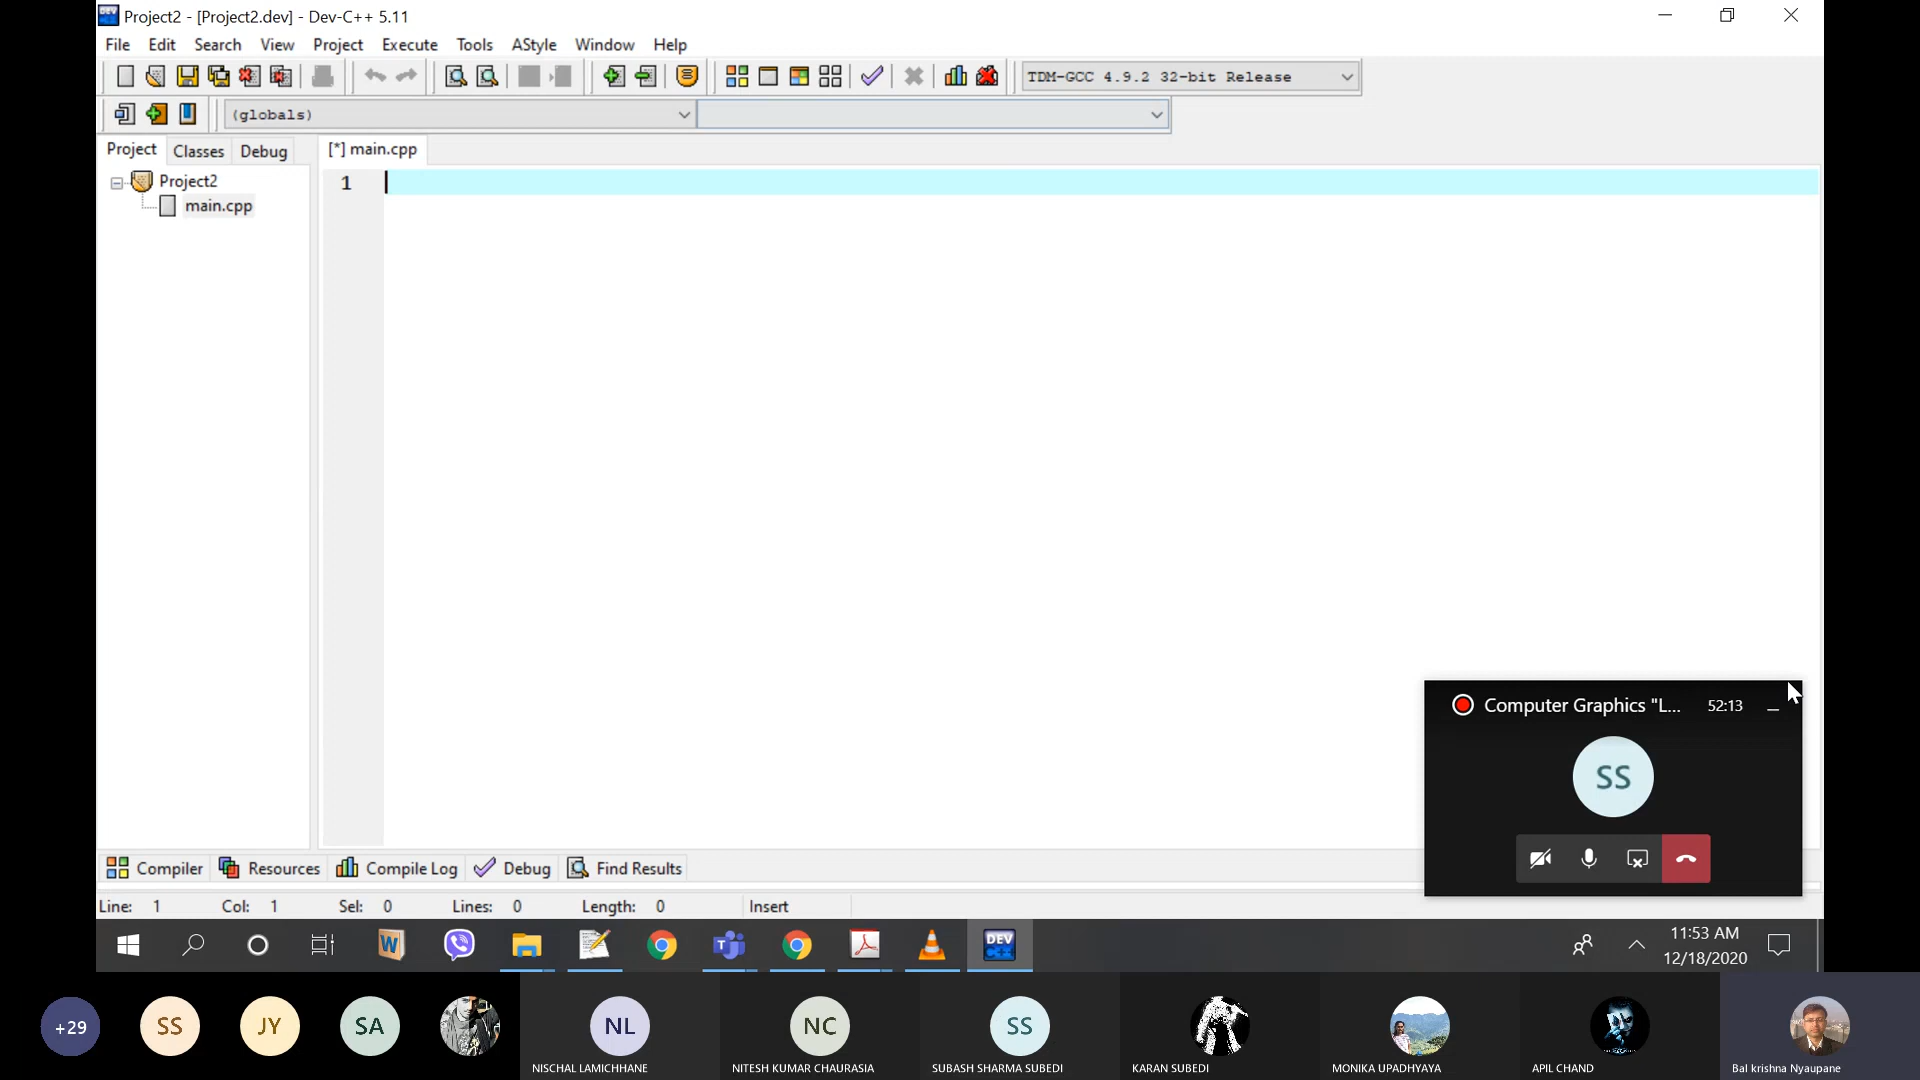 Project2 - [Project2.dev] - Dev-C++ 5.11
File Edit Search View Project Execute Tools AStyle Window Help
TDM-GCC 4.9.2 32-bit Release
(globals)
Project Classes Debug
[*] main.cpp
Project2
main.cpp
1
Computer Graphics "L... 52:13
SS
Compiler Resources Compile Log Debug Find Results
Line: 1 Col: 1 Sel: 0 Lines: 0 Length: 0 Insert
DEV C++
11:53 AM
12/18/2020
+29 SS JY SA NL NC SS
NISCHAL LAMICHHANE NITESH KUMAR CHAURASIA SUBASH SHARMA SUBEDI KARAN SUBEDI MONIKA UPADHYAYA APIL CHAND Bal krishna Nyaupane